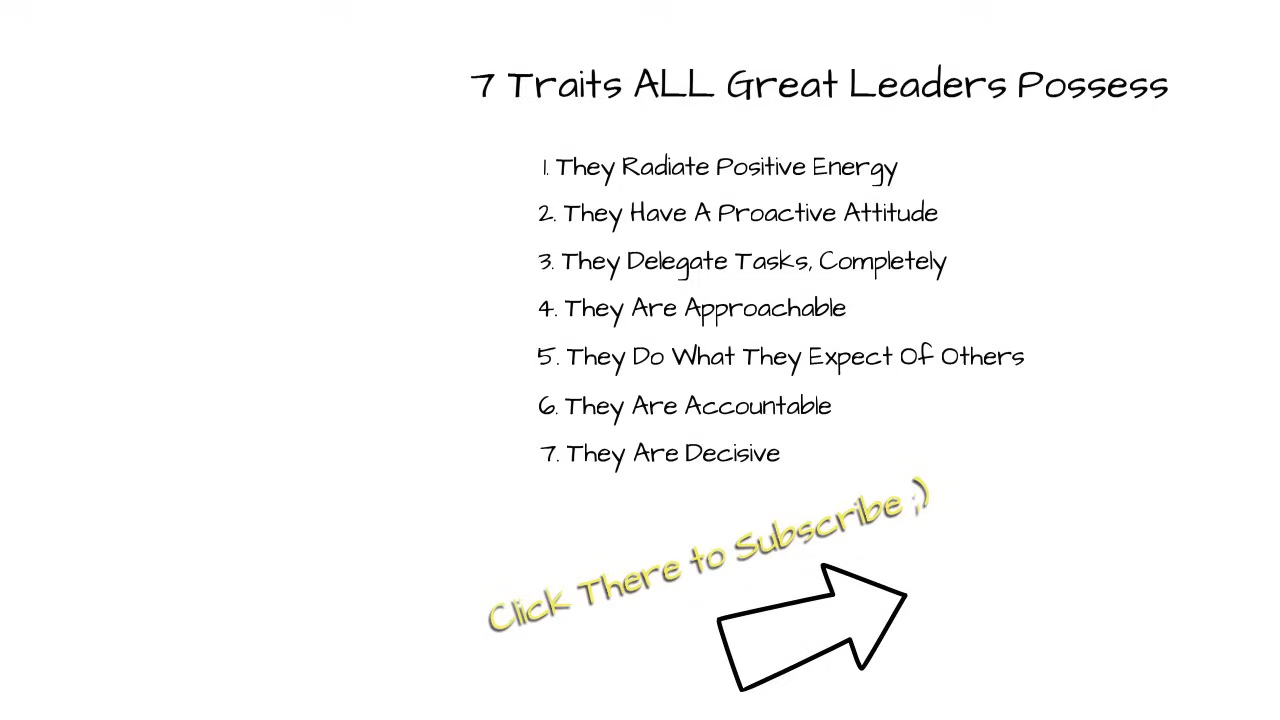 7 Traits ALL Great Leaders Possess
1. They Radiate Positive Energy
2. They Have A Proactive Attitude
3. They Delegate Tasks, Completely
4. They Are Approachable
5. They Do What They Expect Of Others
6. They Are Accountable
7. They Are Decisive
Click There to Subscribe ;)